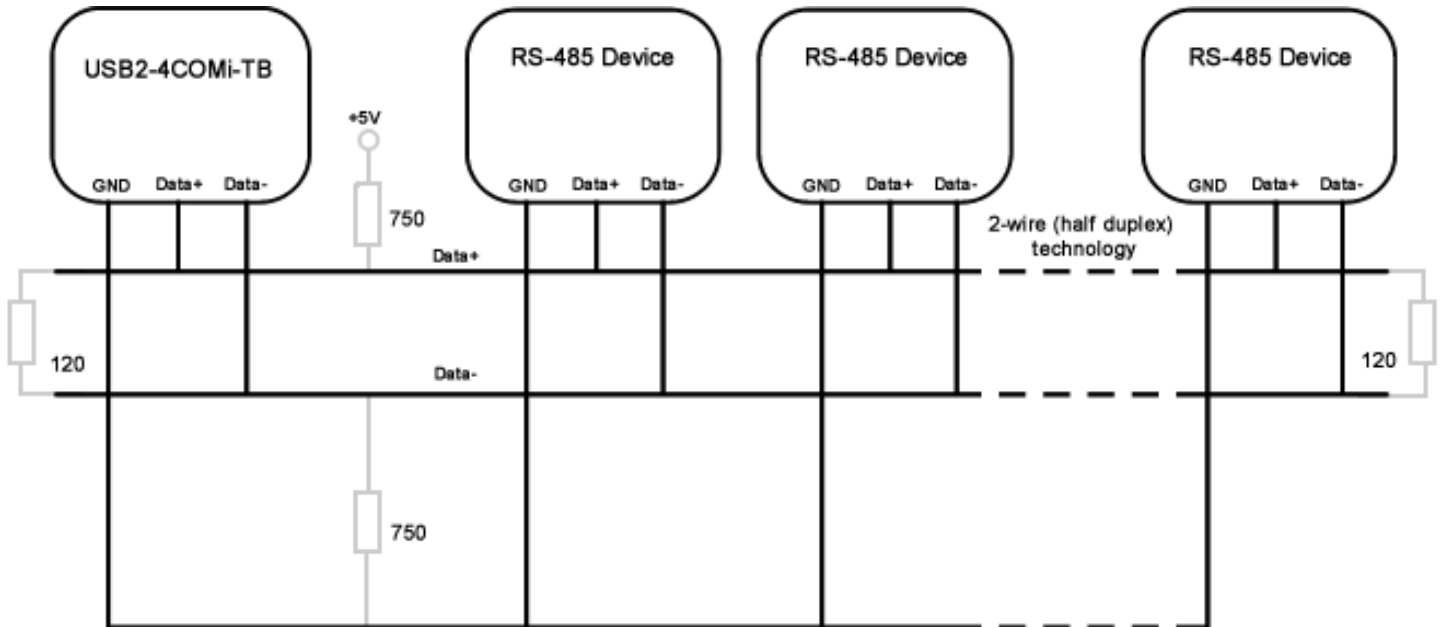 USB2-4COMi-TB
RS-485 Device
RS-485 Device
RS-485 Device
+5V
GND Data+ Data-
GND Data+ Data-
GND Data+ Data-
GND Data+ Data-
750
2-wire (half duplex)
technology
Data+
120
120
Data-
750